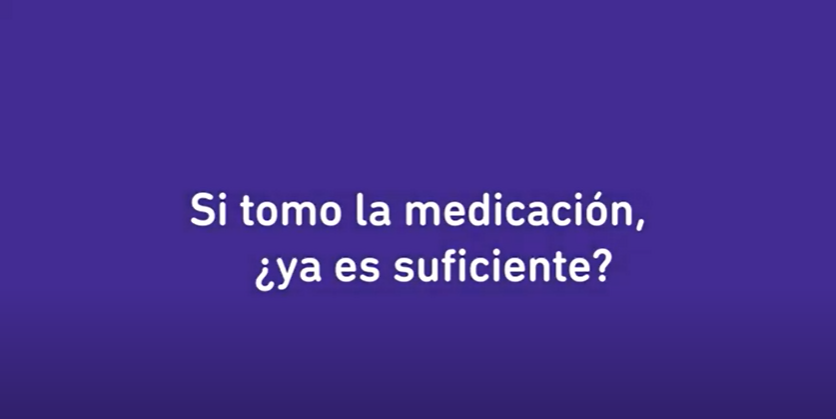 Si tomo la medicación,
¿ya es suficiente?